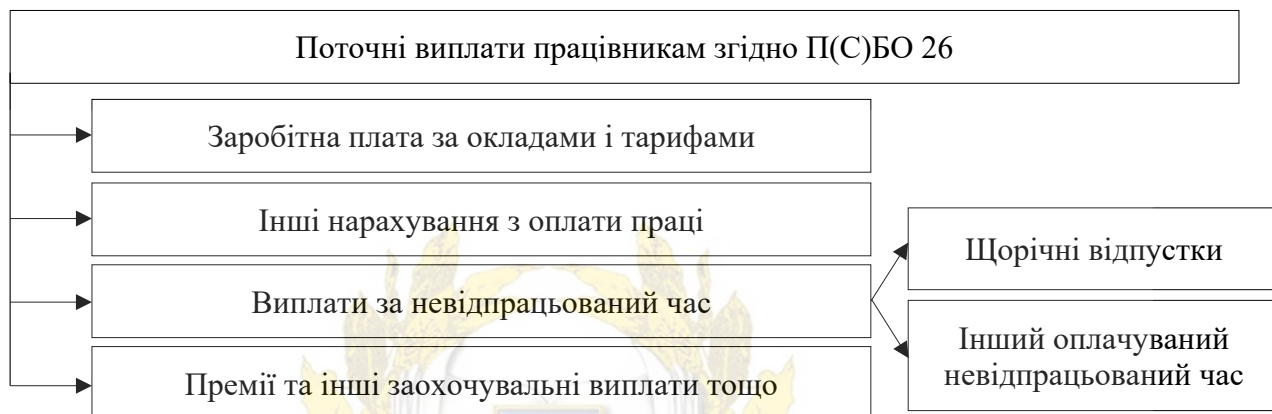 Поточні виплати працівникам згідно П(С)БО 26
Заробітна плата за окладами і тарифами
Інші нарахування з оплати праці
Виплати за невідпрацьований час
Премії та інші заохочувальні виплати тощо
Щорічні відпустки
Інший оплачуваний
невідпрацьований час